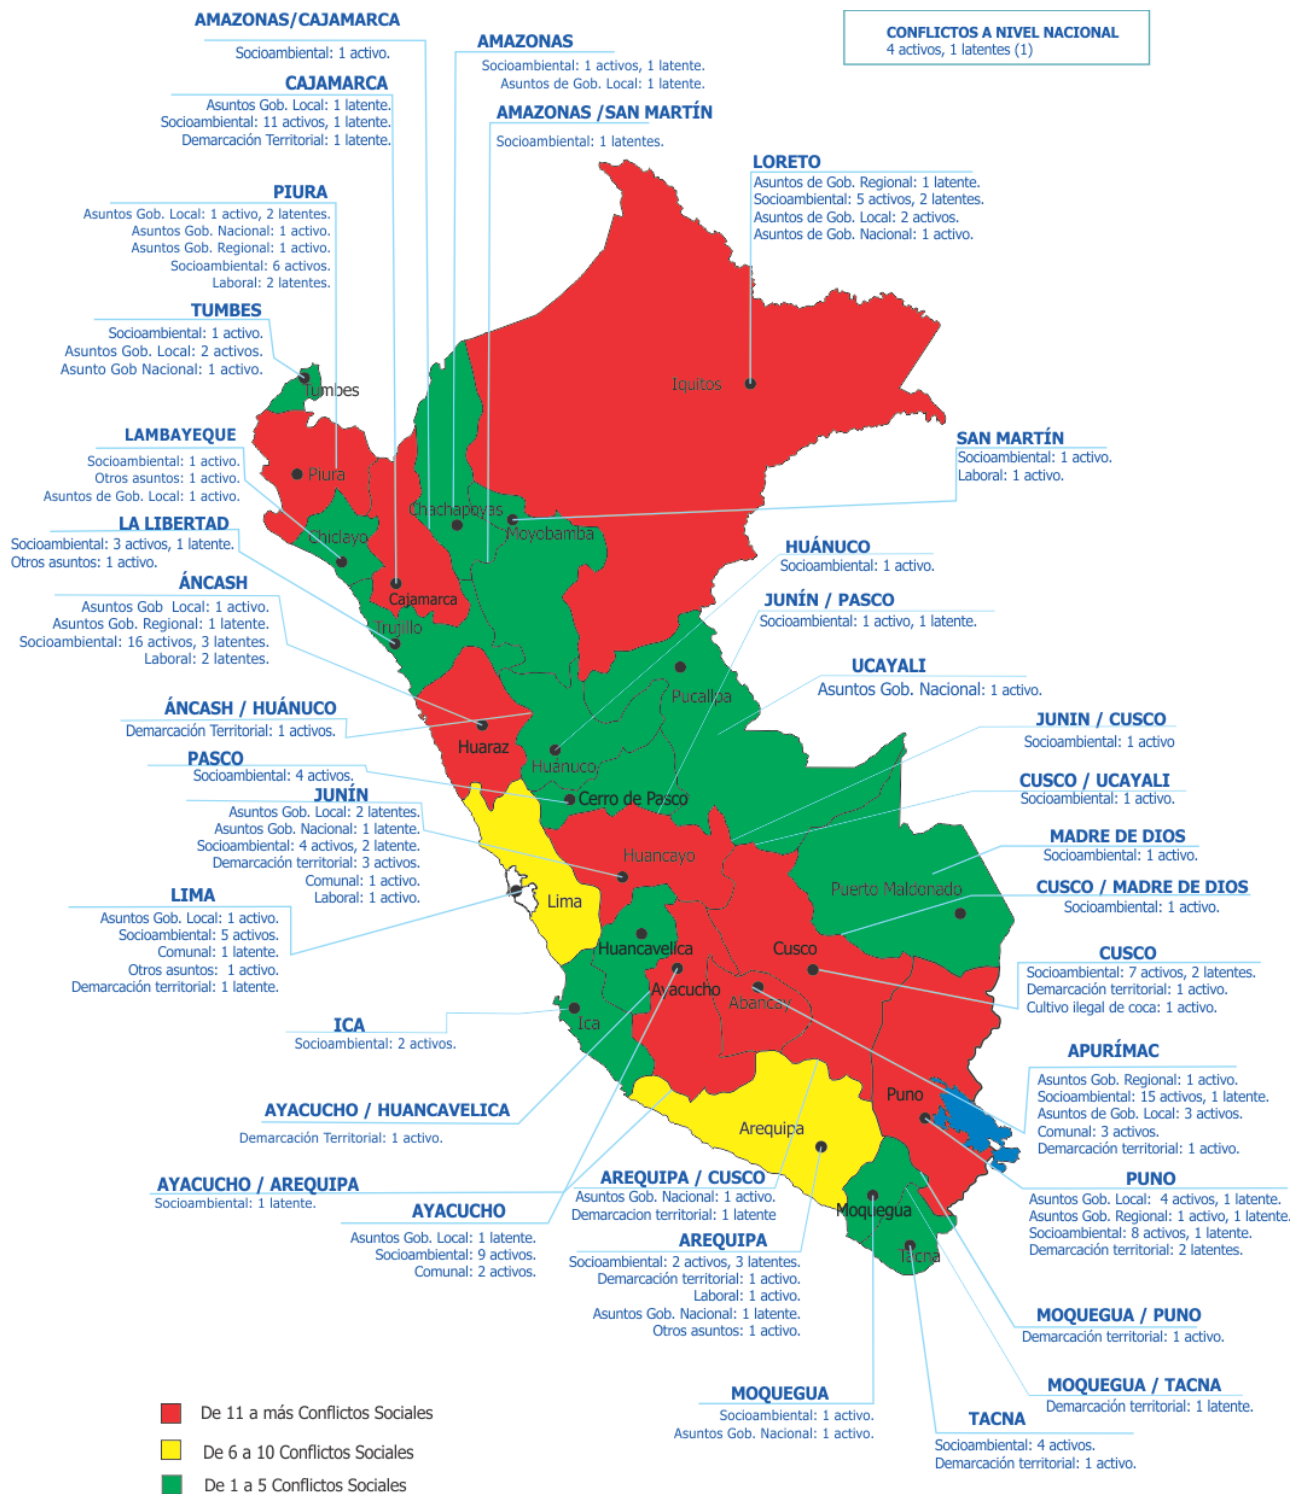 AMAZONAS/CAJAMARCA
Socioambiental: 1 activo.
CAJAMARCA
Asuntos Gob. Local: 1 latente.
Socioambiental: 11 activos, 1 latente.
Demarcación Territorial: 1 latente.
AMAZONAS
Socioambiental: 1 activos, 1 latente.
Asuntos de Gob. Local: 1 latente.
AMAZONAS /SAN MARTÍN
Socioambiental: 1 latentes.
CONFLICTOS A NIVEL NACIONAL
4 activos, 1 latentes (1)
LORETO
Asuntos de Gob. Regional: 1 latente.
Socioambiental: 5 activos, 2 latentes.
Asuntos de Gob. Local: 2 activos.
Asuntos de Gob. Nacional: 1 activo.
PIURA
Asuntos Gob. Local: 1 activo, 2 latentes.
Asuntos Gob. Nacional: 1 activo.
Asuntos Gob. Regional: 1 activo.
Socioambiental: 6 activos.
Laboral: 2 latentes.
TUMBES
Socioambiental: 1 activo.
Asuntos Gob. Local: 2 activos.
Asunto Gob Nacional: 1 activo.
LAMBAYEQUE
Socioambiental: 1 activo.
Otros asuntos: 1 activo.
Asuntos de Gob. Local: 1 activo.
LA LIBERTAD
Socioambiental: 3 activos, 1 latente.
Otros asuntos: 1 activo.
ÁNCASH
Asuntos Gob Local: 1 activo.
Asuntos Gob. Regional: 1 latente.
Socioambiental: 16 activos, 3 latentes.
Laboral: 2 latentes.
ÁNCASH / HUÁNUCO
Demarcación Territorial: 1 activos.
PASCO
Socioambiental: 4 activos.
JUNÍN
Asuntos Gob. Local: 2 latentes.
Asuntos Gob. Nacional: 1 latente.
Socioambiental: 4 activos, 2 latente.
Demarcación territorial: 3 activos.
Comunal: 1 activo.
Laboral: 1 activo.
LIMA
Asuntos Gob. Local: 1 activo.
Socioambiental: 5 activos.
Comunal: 1 latente.
Otros asuntos: 1 activo.
Demarcación territorial: 1 latente.
ICA
Socioambiental: 2 activos.
AYACUCHO / HUANCAVELICA
Demarcación Territorial: 1 activo.
AYACUCHO / AREQUIPA
Socioambiental: 1 latente.
AYACUCHO
Asuntos Gob. Local: 1 latente.
Socioambiental: 9 activos.
Comunal: 2 activos.
AREQUIPA / CUSCO
Asuntos Gob. Nacional: 1 activo.
Demarcacion territorial: 1 latente
AREQUIPA
Socioambiental: 2 activos, 3 latentes.
Demarcación territorial: 1 activo.
Laboral: 1 activo.
Asuntos Gob. Nacional: 1 latente.
Otros asuntos: 1 activo.
MOQUEGUA
Socioambiental: 1 activo.
Asuntos Gob. Nacional: 1 activo.
SAN MARTÍN
Socioambiental: 1 activo.
Laboral: 1 activo.
HUÁNUCO
Socioambiental: 1 activo.
JUNÍN / PASCO
Socioambiental: 1 activo, 1 latente.
UCAYALI
Asuntos Gob. Nacional: 1 activo.
JUNIN / CUSCO
Socioambiental: 1 activo
CUSCO / UCAYALI
Socioambiental: 1 activo.
MADRE DE DIOS
Socioambiental: 1 activo.
CUSCO / MADRE DE DIOS
Socioambiental: 1 activo.
CUSCO
Socioambiental: 7 activos, 2 latentes.
Demarcación territorial: 1 activo.
Cultivo ilegal de coca: 1 activo.
APURÍMAC
Asuntos Gob. Regional: 1 activo.
Socioambiental: 15 activos, 1 latente.
Asuntos de Gob. Local: 3 activos.
Comunal: 3 activos.
Demarcación territorial: 1 activo.
PUNO
Asuntos Gob. Local: 4 activos, 1 latente.
Asuntos Gob. Regional: 1 activo, 1 latente.
Socioambiental: 8 activos, 1 latente.
Demarcación territorial: 2 latentes.
MOQUEGUA / PUNO
Demarcación territorial: 1 activo.
MOQUEGUA / TACNA
Demarcación territorial: 1 latente.
TACNA
Socioambiental: 4 activos.
Demarcación territorial: 1 activo.
Iquitos
Tumbes
Piura
Chachapoyas
Moyobamba
Chiclayo
Cajamarca
Trujillo
Pucallpa
Huaraz
Huánuco
Cerro de Pasco
Huancayo
Lima
Puerto Maldonado
Huancavelica
Cusco
Ayacucho
Abancay
Ica
Puno
Arequipa
Moquegua
Tacna
De 11 a más Conflictos Sociales
De 6 a 10 Conflictos Sociales
De 1 a 5 Conflictos Sociales